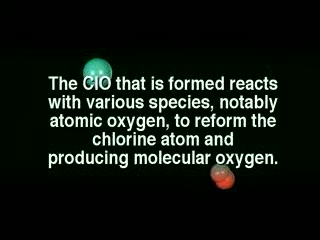 The ClO that is formed reacts
with various species, notably
atomic oxygen, to reform the
chlorine atom and
producing molecular oxygen.